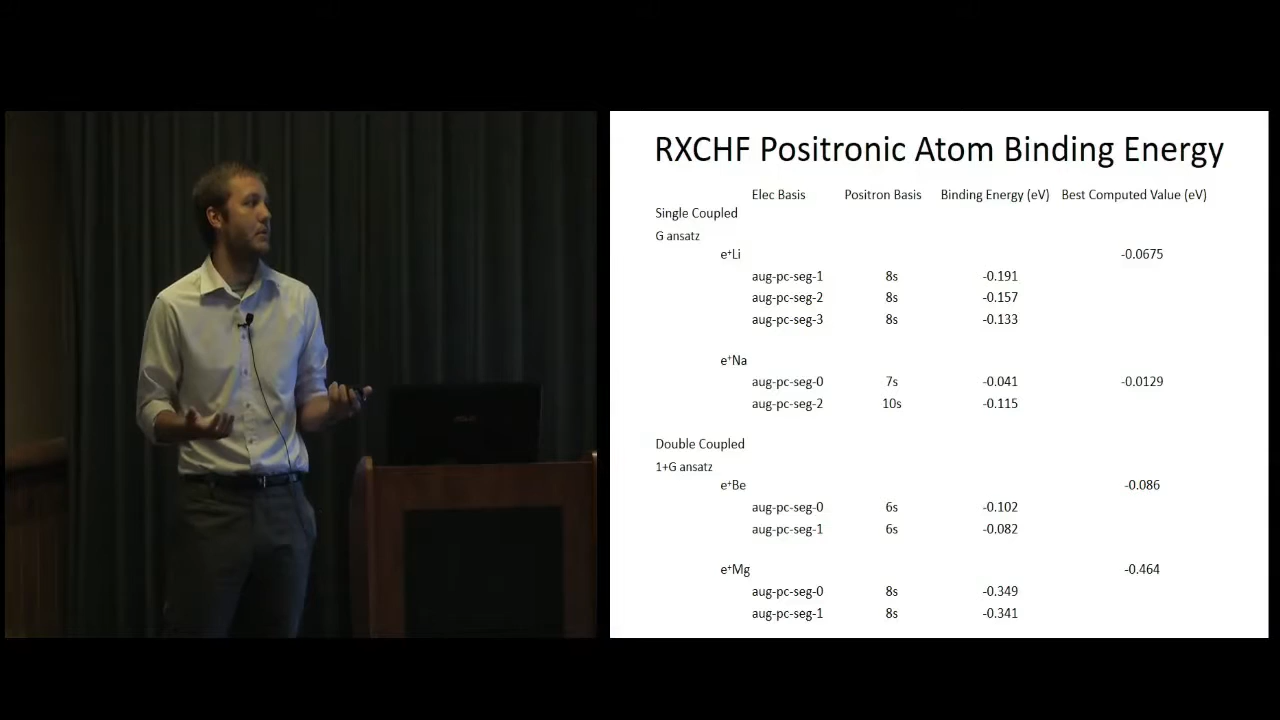 RXCHF Positronic Atom Binding Energy
Elec Basis Positron Basis Binding Energy (eV) Best Computed Value (eV)
Single Coupled
G ansatz
e⁺Li -0.0675
aug-pc-seg-1 8s -0.191
aug-pc-seg-2 8s -0.157
aug-pc-seg-3 8s -0.133
e⁺Na
aug-pc-seg-0 7s -0.041 -0.0129
aug-pc-seg-2 10s -0.115
Double Coupled
1+G ansatz
e⁺Be -0.086
aug-pc-seg-0 6s -0.102
aug-pc-seg-1 6s -0.082
e⁺Mg -0.464
aug-pc-seg-0 8s -0.349
aug-pc-seg-1 8s -0.341